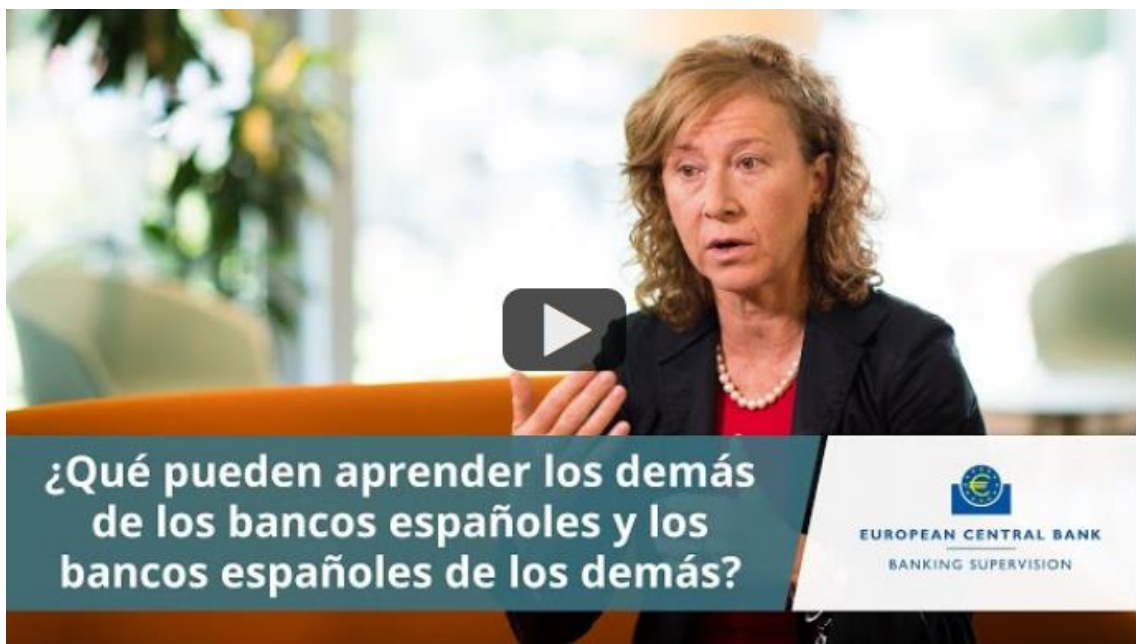 ¿Qué pueden aprender los demás
de los bancos españoles y los
bancos españoles de los demás?
EUROPEAN CENTRAL BANK
BANKING SUPERVISION